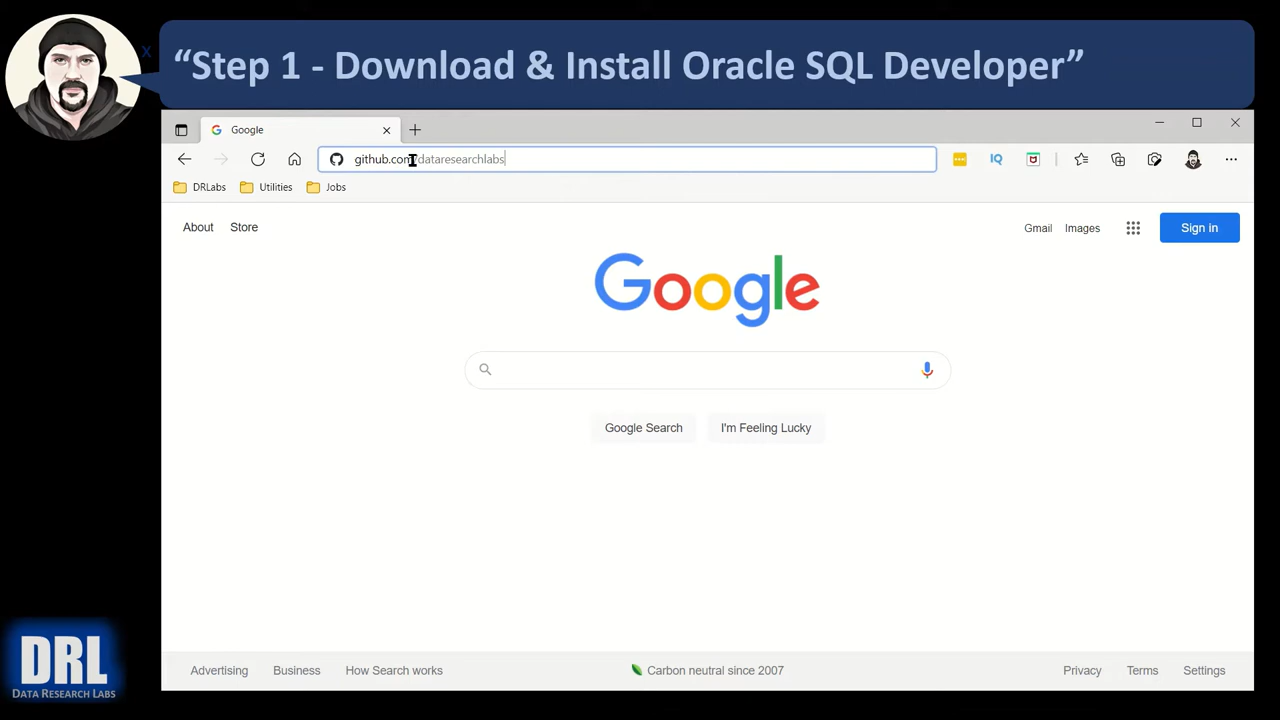 x
“Step 1 - Download & Install Oracle SQL Developer”
Google
github.com/dataresearchlabs
IQ
DRLabs
Utilities
Jobs
About
Store
Gmail
Images
Sign in
Google
Google Search
I'm Feeling Lucky
DRL
DATA RESEARCH LABS
Advertising
Business
How Search works
Carbon neutral since 2007
Privacy
Terms
Settings